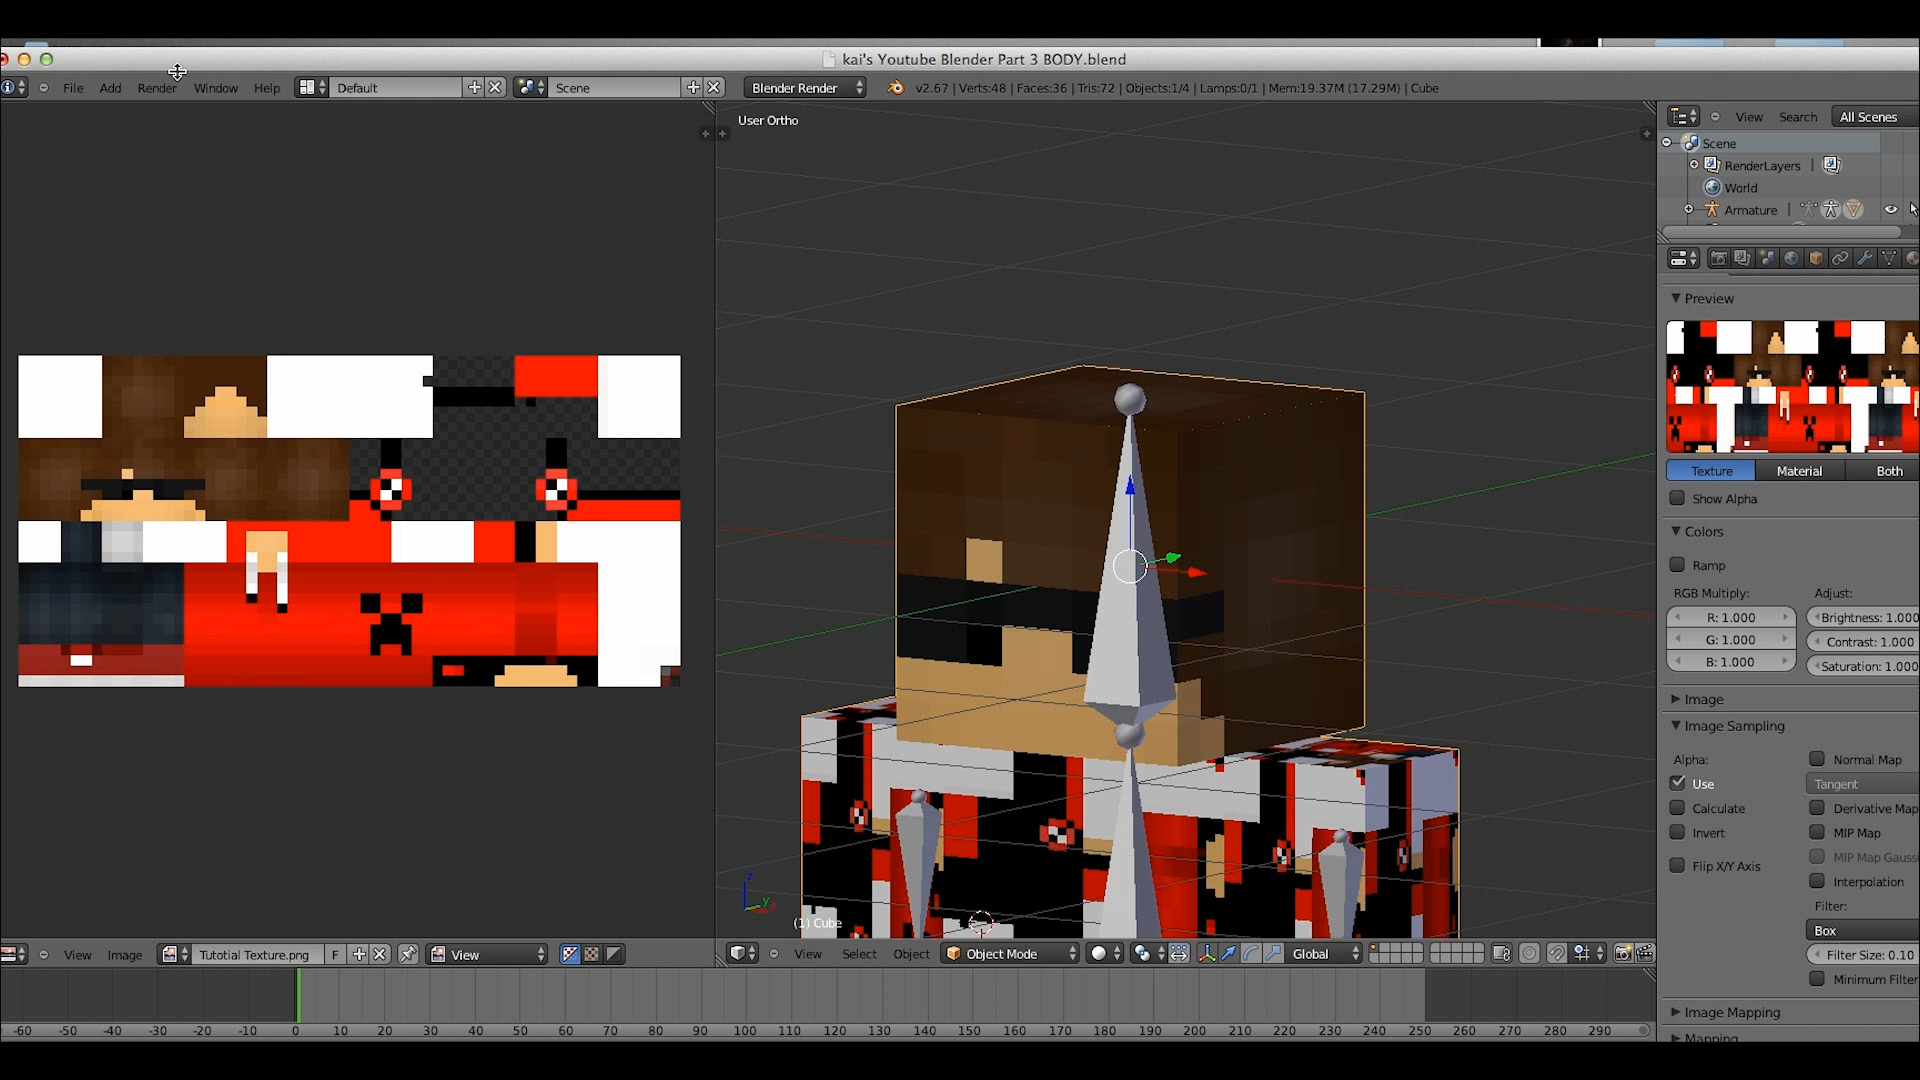 kai's Youtube Blender Part 3 BODY.blend
File Add Render Window Help Default Scene Blender Render v2.67 | Verts:48 | Faces:36 | Tris:72 | Objects:1/4 | Lamps:0/1 | Mem:19.37M (17.29M) | Cube
User Ortho
View Search All Scenes
Scene
RenderLayers |
World
Armature |
Preview
Texture Material Both
Show Alpha
Colors
Ramp
RGB Multiply: Adjust:
R: 1.000 Brightness: 1.000
G: 1.000 Contrast: 1.000
B: 1.000 Saturation: 1.000
Image
Image Sampling
Alpha: Normal Map
Use Tangent
Calculate Derivative Map
Invert MIP Map
MIP Map Gauss
Flip X/Y Axis
Interpolation
Filter:
Box
Filter Size: 0.10
Minimum Filter
Image Mapping
Mapping
z
y
(1) Cube
View Image Tutotial Texture.png F View
View Select Object Object Mode Global
-60 -50 -40 -30 -20 -10 0 10 20 30 40 50 60 70 80 90 100 110 120 130 140 150 160 170 180 190 200 210 220 230 240 250 260 270 280 290